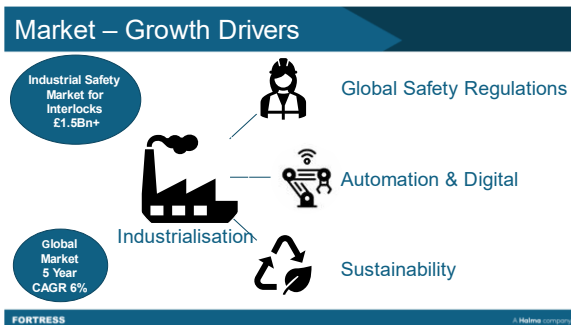 Market – Growth Drivers
Industrial Safety
Market for
Interlocks
£1.5Bn+
Global Safety Regulations
Automation & Digital
Industrialisation
Global
Market
5 Year
CAGR 6%
Sustainability
FORTRESS
A Halma company